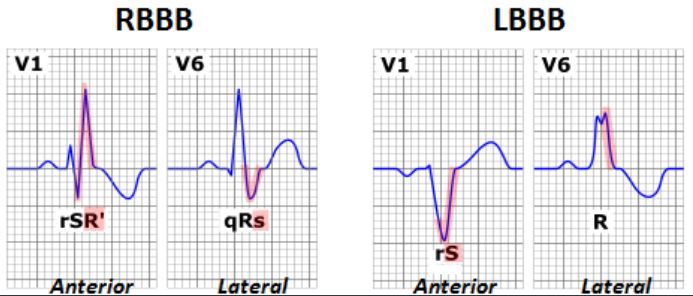 RBBB
LBBB
V1
V6
V1
V6
rSR'
qRs
rS
R
Anterior
Lateral
Anterior
Lateral